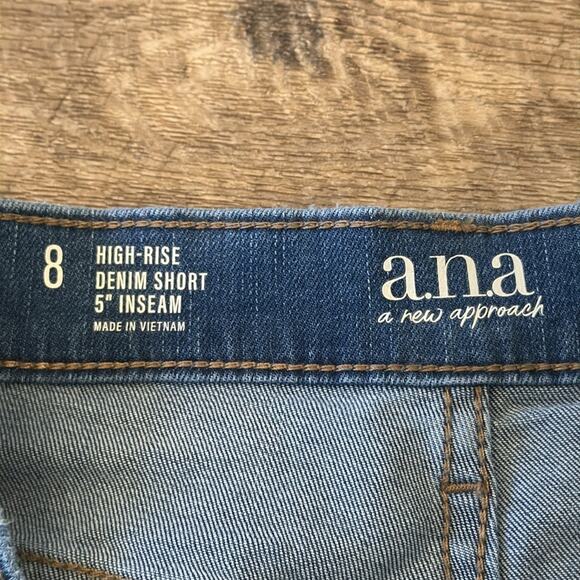 8
HIGH-RISE
DENIM SHORT
5" INSEAM
MADE IN VIETNAM
a.n.a
a new approach